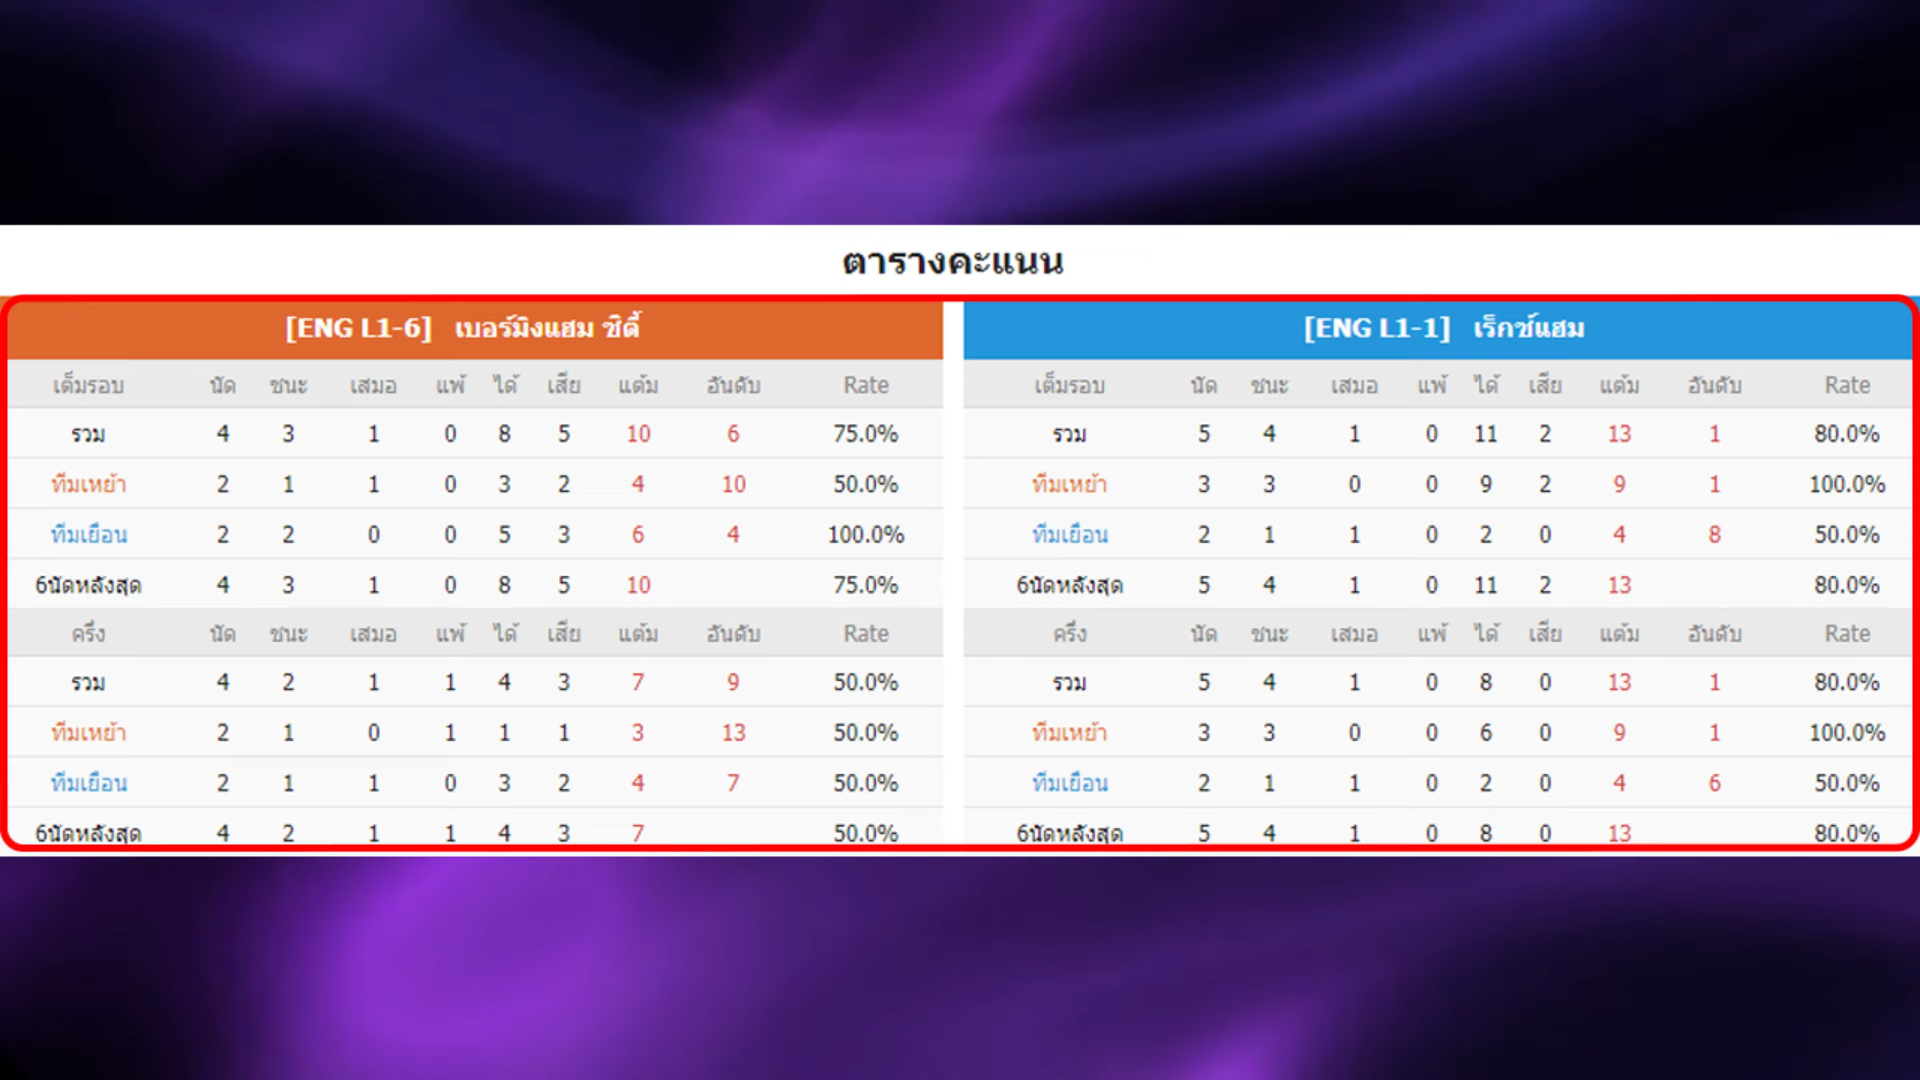 ตารางคะแนน
[ENG L1-6] เบอร์มิงแฮม ซิตี้
เต็มรอบ นัด ชนะ เสมอ แพ้ ได้ เสีย แต้ม อันดับ Rate
รวม 4 3 1 0 8 5 10 6 75.0%
ทีมเหย้า 2 1 1 0 3 2 4 10 50.0%
ทีมเยือน 2 2 0 0 5 3 6 4 100.0%
6นัดหลังสุด 4 3 1 0 8 5 10 75.0%
ครึ่ง นัด ชนะ เสมอ แพ้ ได้ เสีย แต้ม อันดับ Rate
รวม 4 2 1 1 4 3 7 9 50.0%
ทีมเหย้า 2 1 0 1 1 1 3 13 50.0%
ทีมเยือน 2 1 1 0 3 2 4 7 50.0%
6นัดหลังสุด 4 2 1 1 4 3 7 50.0%
[ENG L1-1] เร็กซ์แฮม
เต็มรอบ นัด ชนะ เสมอ แพ้ ได้ เสีย แต้ม อันดับ Rate
รวม 5 4 1 0 11 2 13 1 80.0%
ทีมเหย้า 3 3 0 0 9 2 9 1 100.0%
ทีมเยือน 2 1 1 0 2 0 4 8 50.0%
6นัดหลังสุด 5 4 1 0 11 2 13 80.0%
ครึ่ง นัด ชนะ เสมอ แพ้ ได้ เสีย แต้ม อันดับ Rate
รวม 5 4 1 0 8 0 13 1 80.0%
ทีมเหย้า 3 3 0 0 6 0 9 1 100.0%
ทีมเยือน 2 1 1 0 2 0 4 6 50.0%
6นัดหลังสุด 5 4 1 0 8 0 13 80.0%